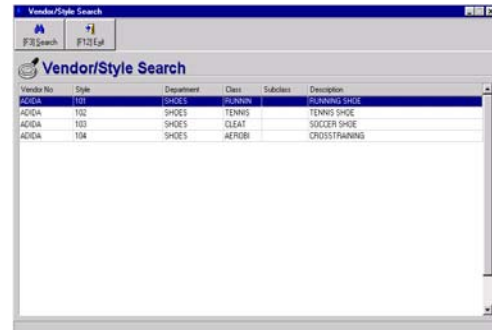 Vendor/Style Search
[F3] Search [F12] Exit
Vendor/Style Search
Vendor No Style Department Class Subclass Description
ADIDA 101 SHOES RUNNIN RUNNING SHOE
ADIDA 102 SHOES TENNIS TENNIS SHOE
ADIDA 103 SHOES CLEAT SOCCER SHOE
ADIDA 104 SHOES AEROBI CROSSTRAINING